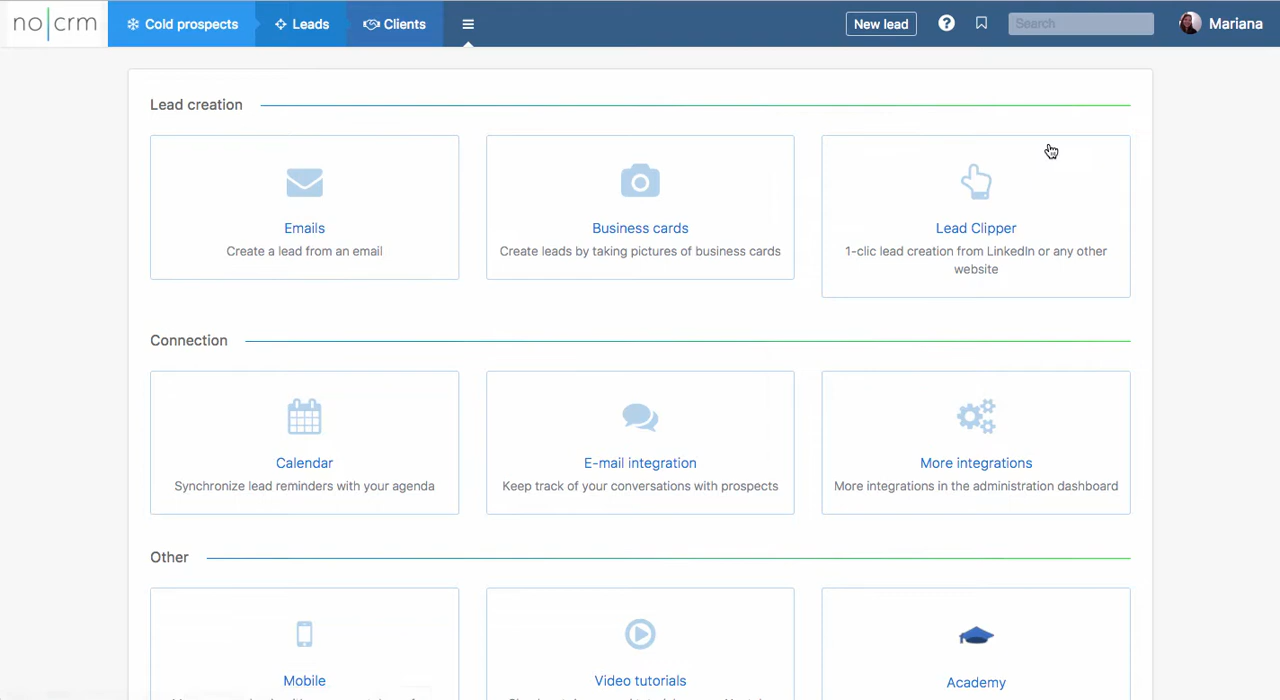 no|crm
Cold prospects
Leads
Clients
New lead
Search
Mariana
Lead creation
Emails
Create a lead from an email
Business cards
Create leads by taking pictures of business cards
Lead Clipper
1-clic lead creation from LinkedIn or any other
website
Connection
Calendar
Synchronize lead reminders with your agenda
E-mail integration
Keep track of your conversations with prospects
More integrations
More integrations in the administration dashboard
Other
Mobile
Video tutorials
Academy